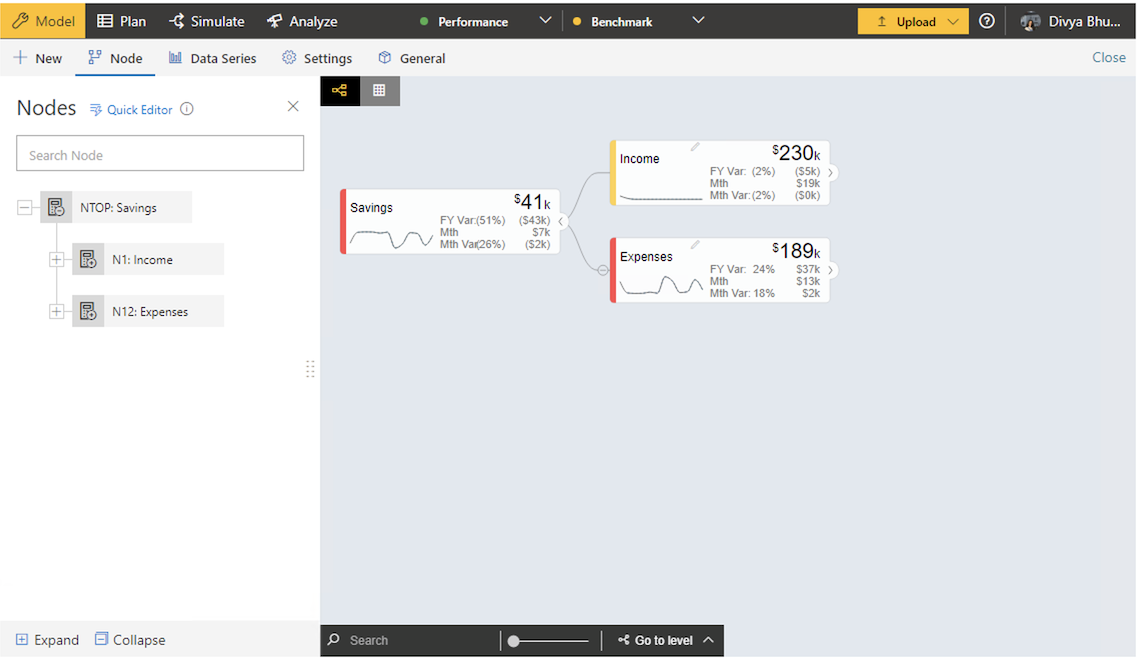 Model Plan Simulate Analyze Performance Benchmark Upload Divya Bhu...
New Node Data Series Settings General Close
Nodes Quick Editor
Search Node
NTOP: Savings
N1: Income
N12: Expenses
Expand Collapse
Savings $41k
FY Var:(51%) ($43k)
Mth $7k
Mth Var(26%) ($2k)
Income $230k
FY Var: (2%) ($5k)
Mth $19k
Mth Var: (2%) ($0k)
Expenses $189k
FY Var: 24% $37k
Mth $13k
Mth Var: 18% $2k
Search Go to level